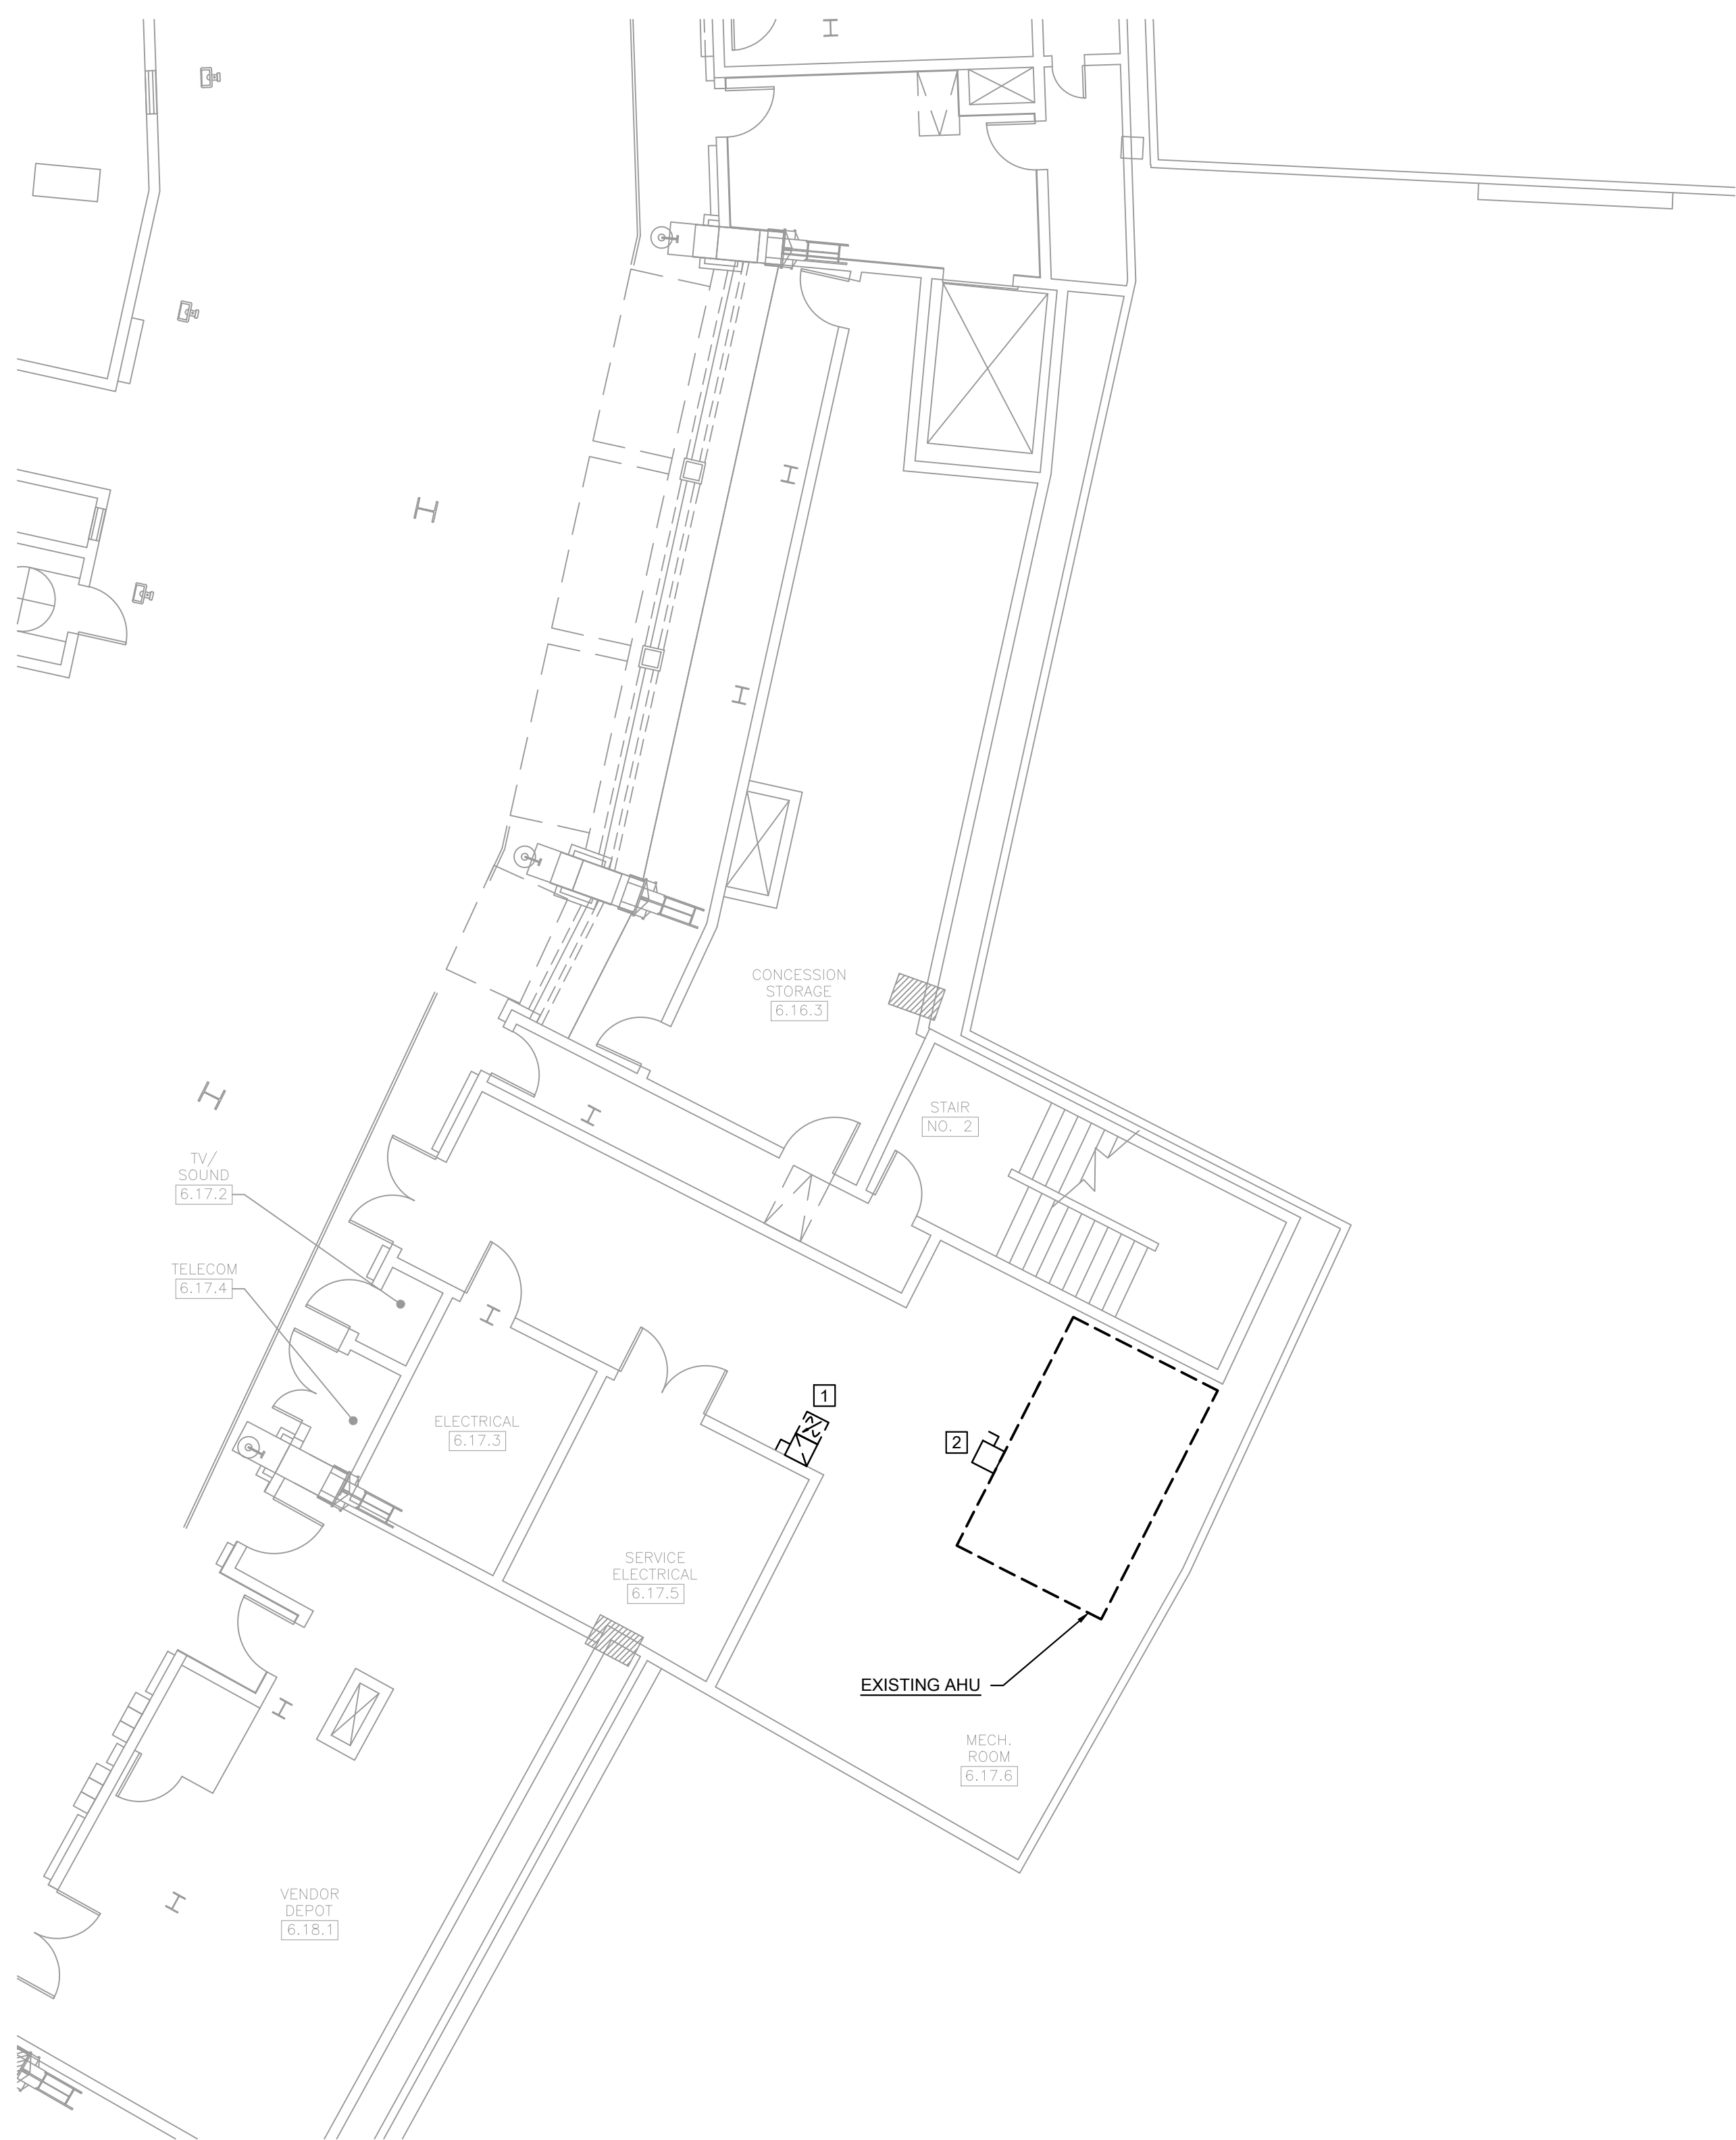 CONCESSION
STORAGE
6.16.3
STAIR
NO. 2
TV/
SOUND
6.17.2
TELECOM
6.17.4
1
ELECTRICAL
6.17.3
2
SERVICE
ELECTRICAL
6.17.5
EXISTING AHU
MECH.
ROOM
6.17.6
VENDOR
DEPOT
6.18.1